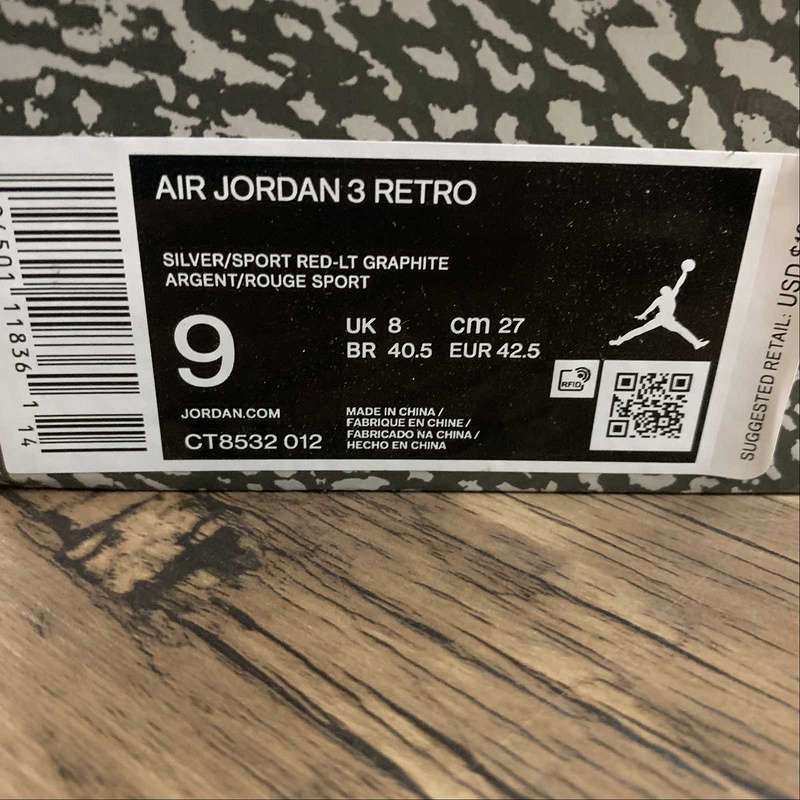 AIR JORDAN 3 RETRO
SILVER/SPORT RED-LT GRAPHITE
ARGENT/ROUGE SPORT
9
UK 8 cm 27
BR 40.5 EUR 42.5
RFID
JORDAN.COM
CT8532 012
MADE IN CHINA /
FABRIQUE EN CHINE /
FABRICADO NA CHINA /
HECHO EN CHINA
11836 14
SUGGESTED RETAIL: USD